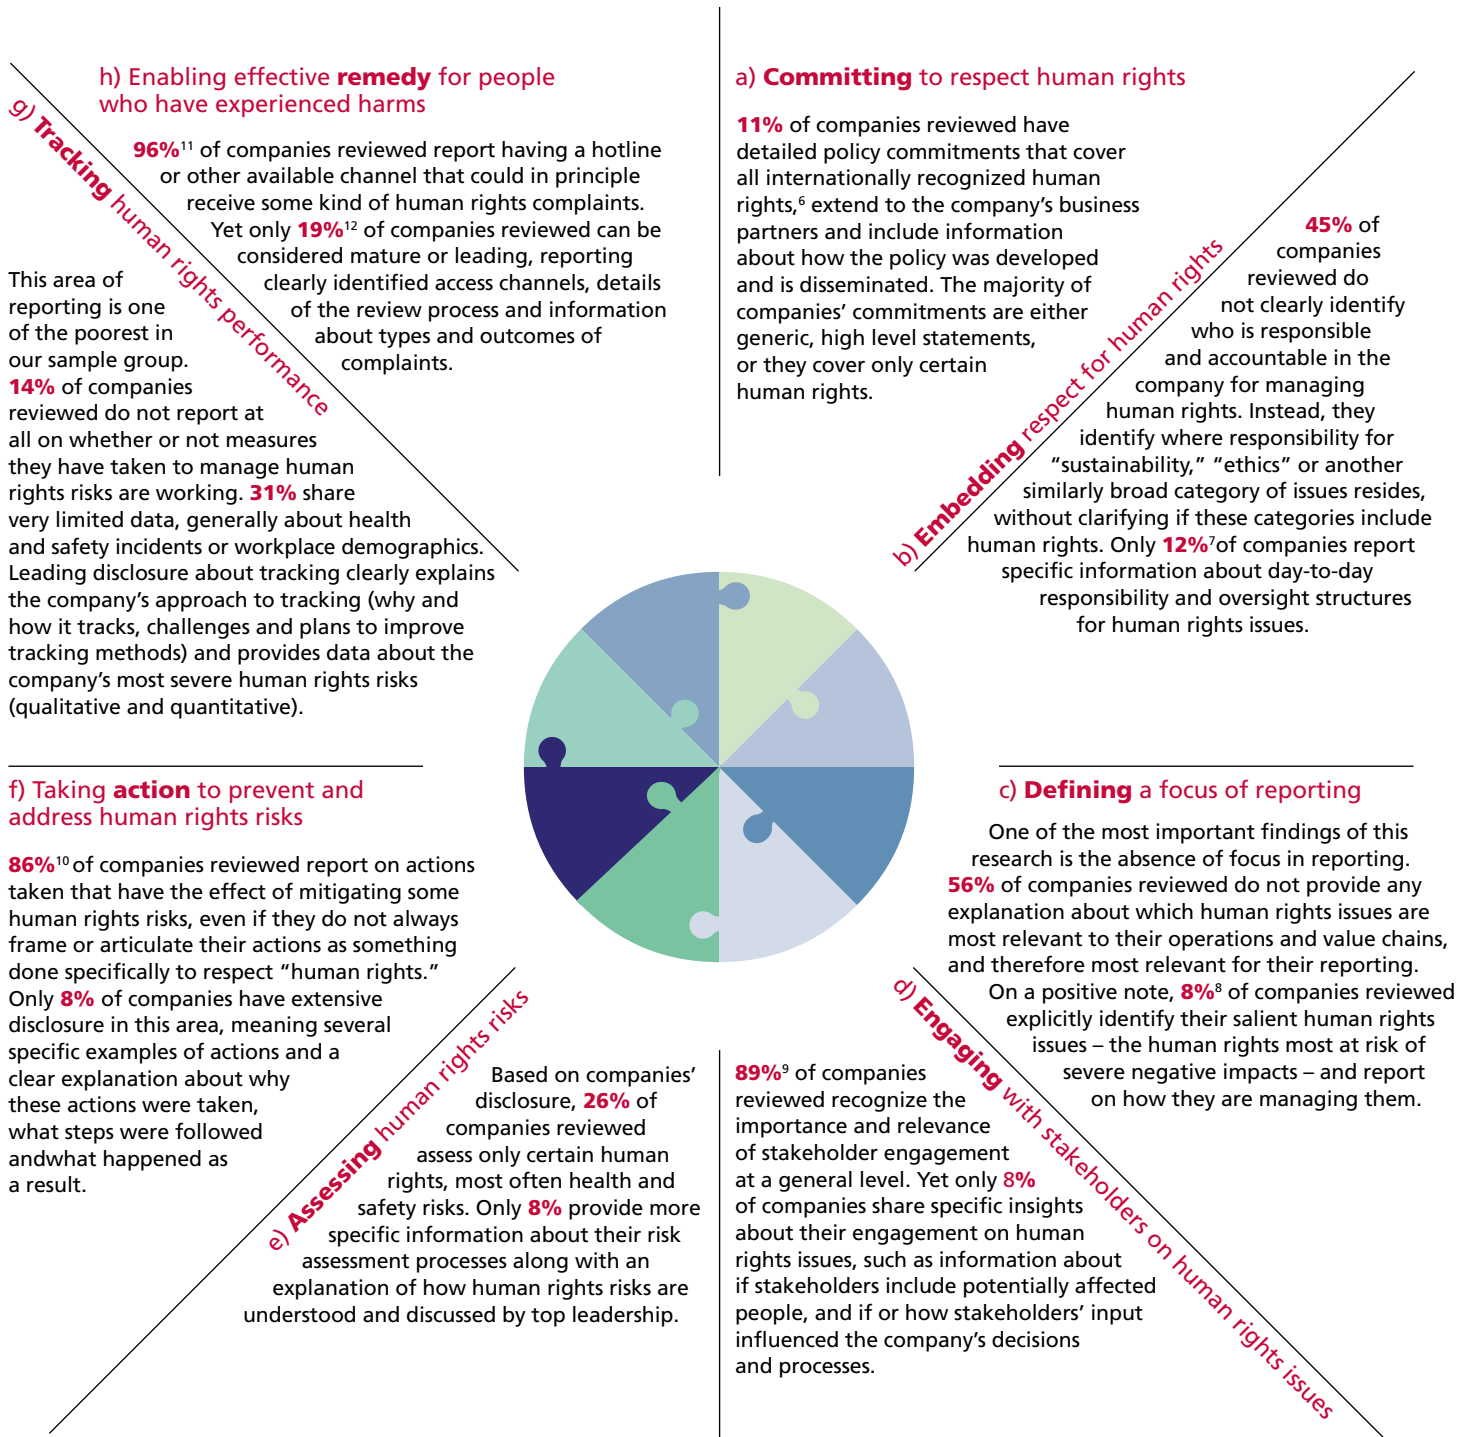 a) Committing to respect human rights
11% of companies reviewed have
detailed policy commitments that cover
all internationally recognized human
rights,6 extend to the company’s business
partners and include information
about how the policy was developed
and is disseminated. The majority of
companies’ commitments are either
generic, high level statements,
or they cover only certain
human rights.
b) Embedding respect for human rights
45% of
companies
reviewed do
not clearly identify
who is responsible
and accountable in the
company for managing
human rights. Instead, they
identify where responsibility for
“sustainability,” “ethics” or another
similarly broad category of issues resides,
without clarifying if these categories include
human rights. Only 12%7of companies report
specific information about day-to-day
responsibility and oversight structures
for human rights issues.
c) Defining a focus of reporting
One of the most important findings of this
research is the absence of focus in reporting.
56% of companies reviewed do not provide any
explanation about which human rights issues are
most relevant to their operations and value chains,
and therefore most relevant for their reporting.
On a positive note, 8%8 of companies reviewed
explicitly identify their salient human rights
issues – the human rights most at risk of
severe negative impacts – and report
on how they are managing them.
d) Engaging with stakeholders on human rights issues
89%9 of companies
reviewed recognize the
importance and relevance
of stakeholder engagement
at a general level. Yet only 8%
of companies share specific insights
about their engagement on human
rights issues, such as information about
if stakeholders include potentially affected
people, and if or how stakeholders’ input
influenced the company’s decisions
and processes.
e) Assessing human rights risks
Based on companies’
disclosure, 26% of
companies reviewed
assess only certain human
rights, most often health and
safety risks. Only 8% provide more
specific information about their risk
assessment processes along with an
explanation of how human rights risks are
understood and discussed by top leadership.
f) Taking action to prevent and
address human rights risks
86%10 of companies reviewed report on actions
taken that have the effect of mitigating some
human rights risks, even if they do not always
frame or articulate their actions as something
done specifically to respect “human rights.”
Only 8% of companies have extensive
disclosure in this area, meaning several
specific examples of actions and a
clear explanation about why
these actions were taken,
what steps were followed
andwhat happened as
a result.
g) Tracking human rights performance
This area of
reporting is one
of the poorest in
our sample group.
14% of companies
reviewed do not report at
all on whether or not measures
they have taken to manage human
rights risks are working. 31% share
very limited data, generally about health
and safety incidents or workplace demographics.
Leading disclosure about tracking clearly explains
the company’s approach to tracking (why and
how it tracks, challenges and plans to improve
tracking methods) and provides data about the
company’s most severe human rights risks
(qualitative and quantitative).
h) Enabling effective remedy for people
who have experienced harms
96%11 of companies reviewed report having a hotline
or other available channel that could in principle
receive some kind of human rights complaints.
Yet only 19%12 of companies reviewed can be
considered mature or leading, reporting
clearly identified access channels, details
of the review process and information
about types and outcomes of
complaints.